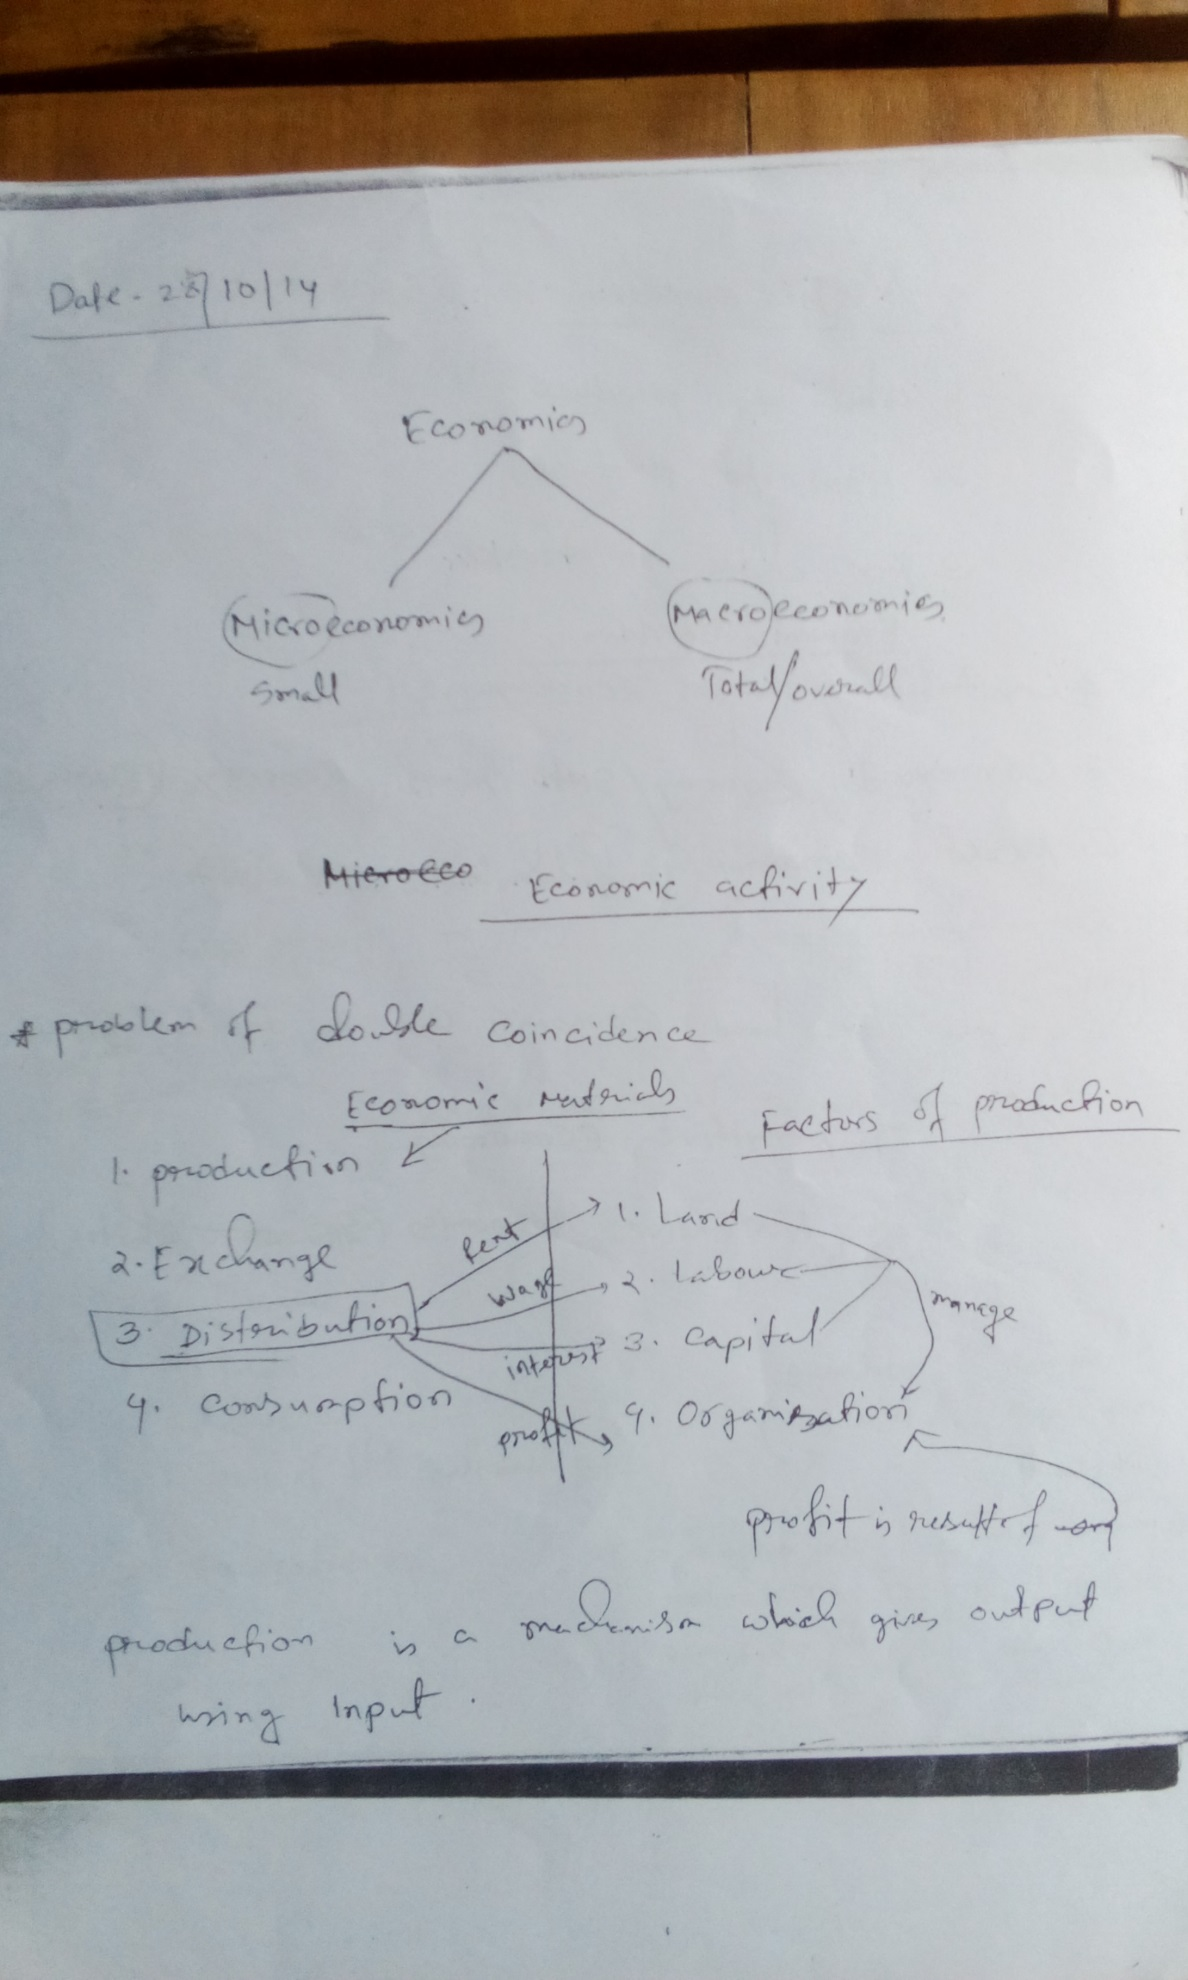 Date - 28/10/14
Economics
Microeconomics Macroeconomics
Small Total/overall
Microeco Economic activity
* problem of double coincidence
Economic Materials
Factors of production
1. production
Rent 1. Land
2. Exchange
wage 2. Labour
manage
3. Distribution
interest 3. Capital
4. Consumption
profit 4. Organization
profit is result of
production is a mechanism which gives output
using Input.